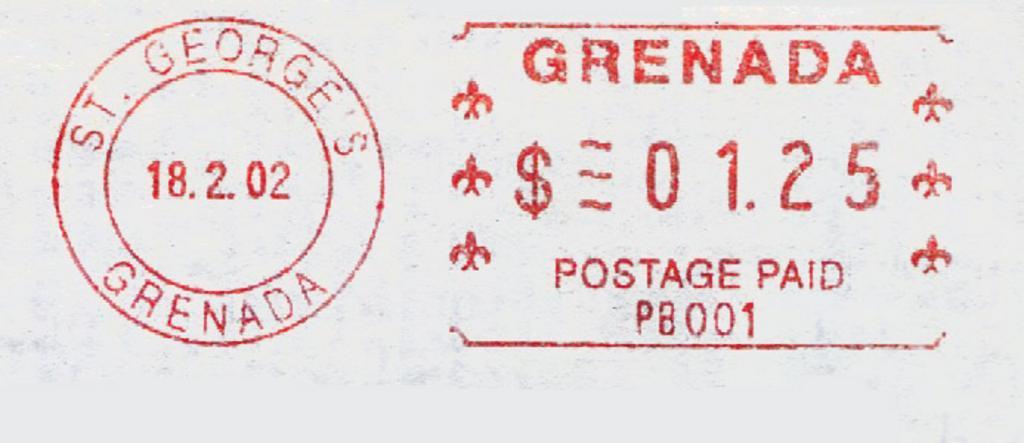 ST. GEORGE'S
18.2.02
GRENADA
GRENADA
$ 01.25
POSTAGE PAID
PB001